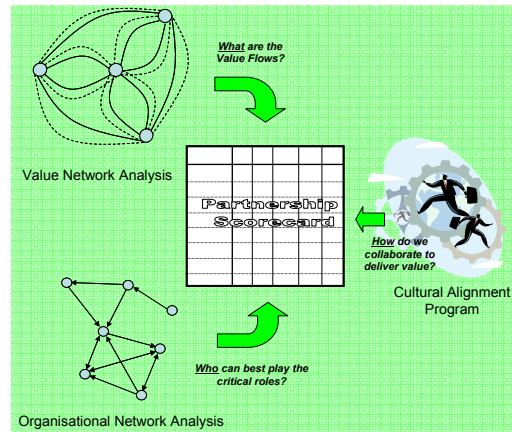 What are the
Value Flows?
Value Network Analysis
Partnership
Scorecard
How do we
collaborate to
deliver value?
Cultural Alignment
Program
Who can best play the
critical roles?
Organisational Network Analysis